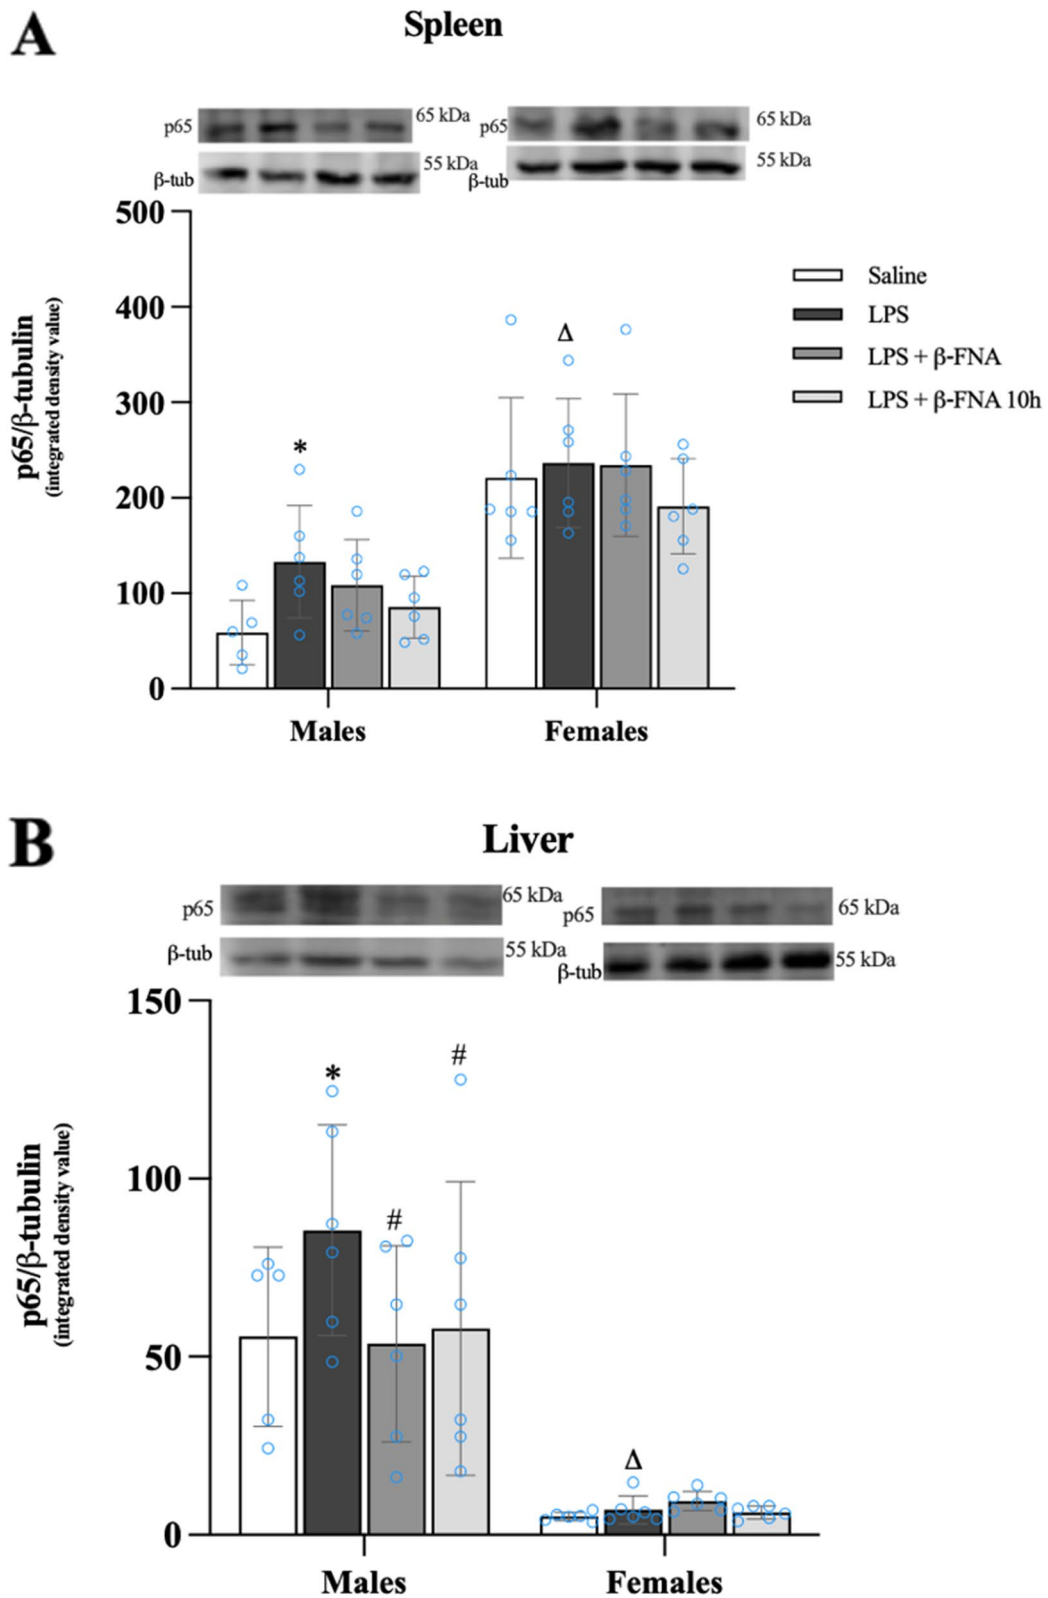 A
Spleen
p65
65 kDa
p65
65 kDa
β-tub
55 kDa
β-tub
55 kDa
500
400
300
200
100
0
p65/β-tubulin
(integrated density value)
*
Δ
Saline
LPS
LPS + β-FNA
LPS + β-FNA 10h
Males
Females
B
Liver
p65
65 kDa
p65
65 kDa
β-tub
55 kDa
β-tub
55 kDa
150
100
50
0
p65/β-tubulin
(integrated density value)
*
#
#
Δ
Males
Females